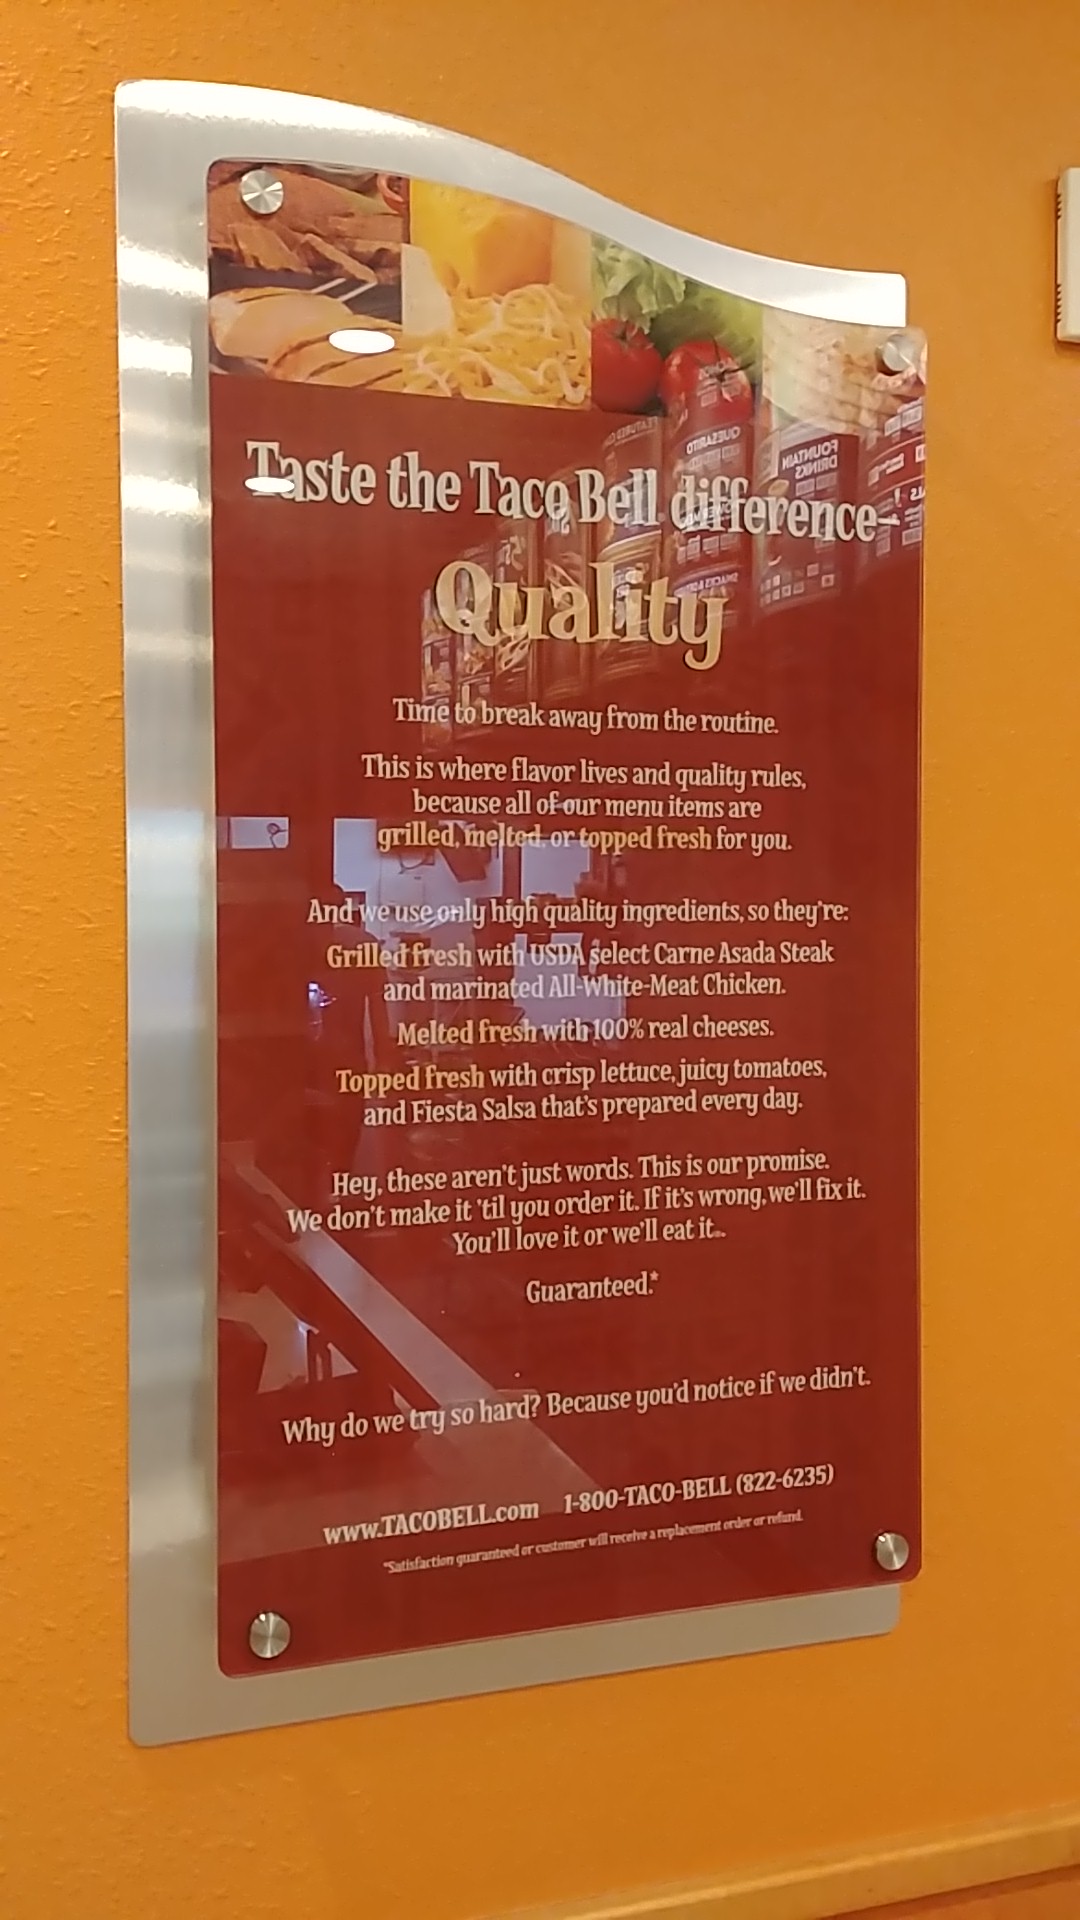 Taste the Taco Bell difference–
Quality
Time to break away from the routine.
This is where flavor lives and quality rules,
because all of our menu items are
grilled, melted, or topped fresh for you.
And we use only high quality ingredients, so they're:
Grilled fresh with USDA select Carne Asada Steak
and marinated All-White-Meat Chicken.
Melted fresh with 100% real cheeses.
Topped fresh with crisp lettuce, juicy tomatoes,
and Fiesta Salsa that's prepared every day.
Hey, these aren't just words. This is our promise.
We don't make it 'til you order it. If it's wrong, we'll fix it.
You'll love it or we'll eat it..
Guaranteed.*
Why do we try so hard? Because you'd notice if we didn't.
www.TACOBELL.com 1-800-TACO-BELL (822-6235)
*Satisfaction guaranteed or customer will receive a replacement order or refund.
QUESARITO
FOUNTAIN
DRINKS